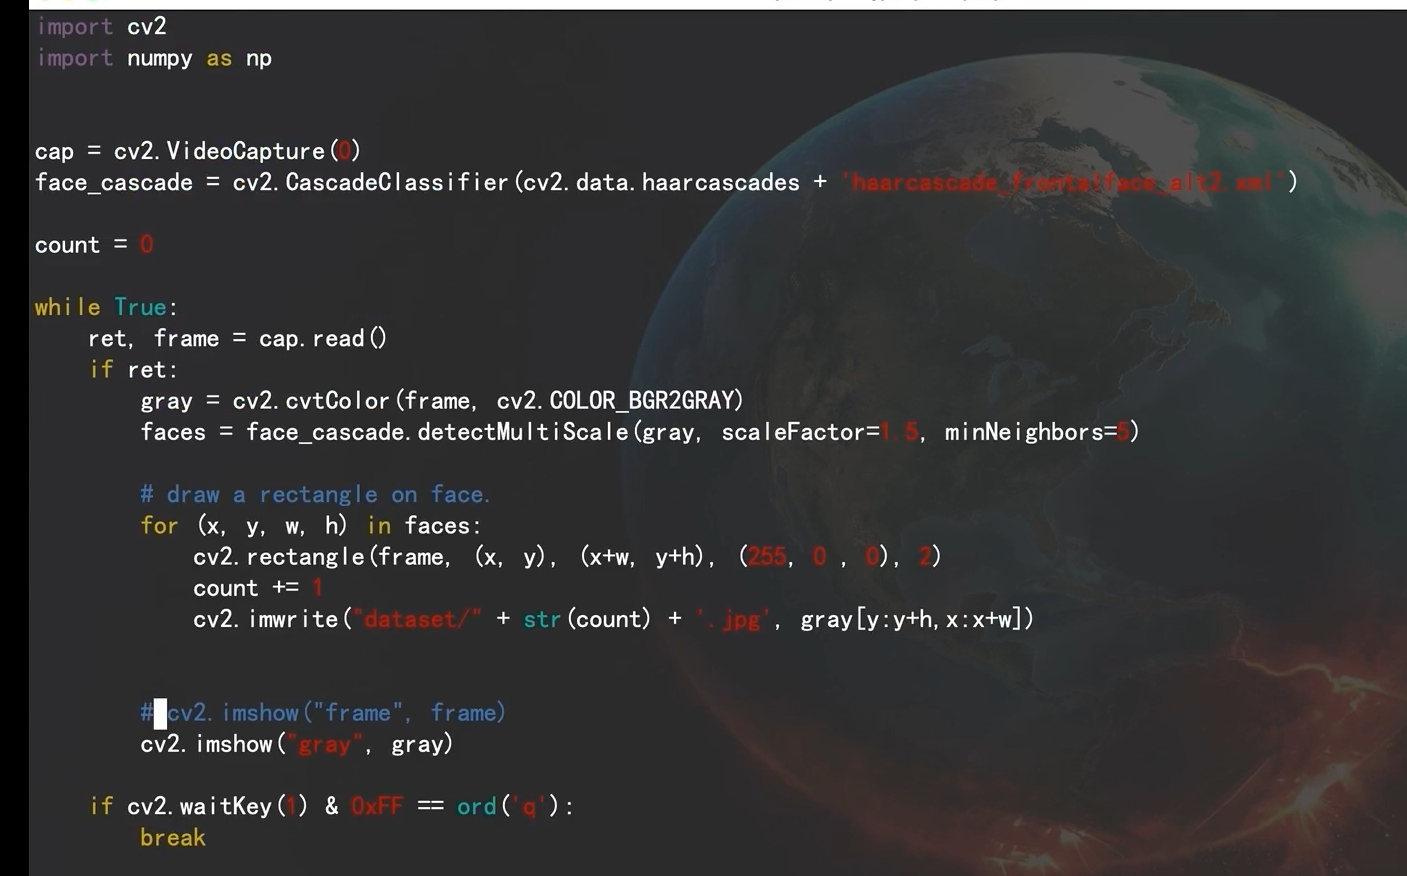 import cv2
import numpy as np
cap = cv2.VideoCapture(0)
face_cascade = cv2.CascadeClassifier(cv2.data.haarcascades + 'haarcascade_frontalface_alt2.xml')
count = 0
while True:
    ret, frame = cap.read()
    if ret:
        gray = cv2.cvtColor(frame, cv2.COLOR_BGR2GRAY)
        faces = face_cascade.detectMultiScale(gray, scaleFactor=1.5, minNeighbors=5)
        # draw a rectangle on face.
        for (x, y, w, h) in faces:
            cv2.rectangle(frame, (x, y), (x+w, y+h), (255, 0 , 0), 2)
            count += 1
            cv2.imwrite("dataset/" + str(count) + '.jpg', gray[y:y+h,x:x+w])
        # cv2.imshow("frame", frame)
        cv2.imshow("gray", gray)
    if cv2.waitKey(1) & 0xFF == ord('q'):
        break